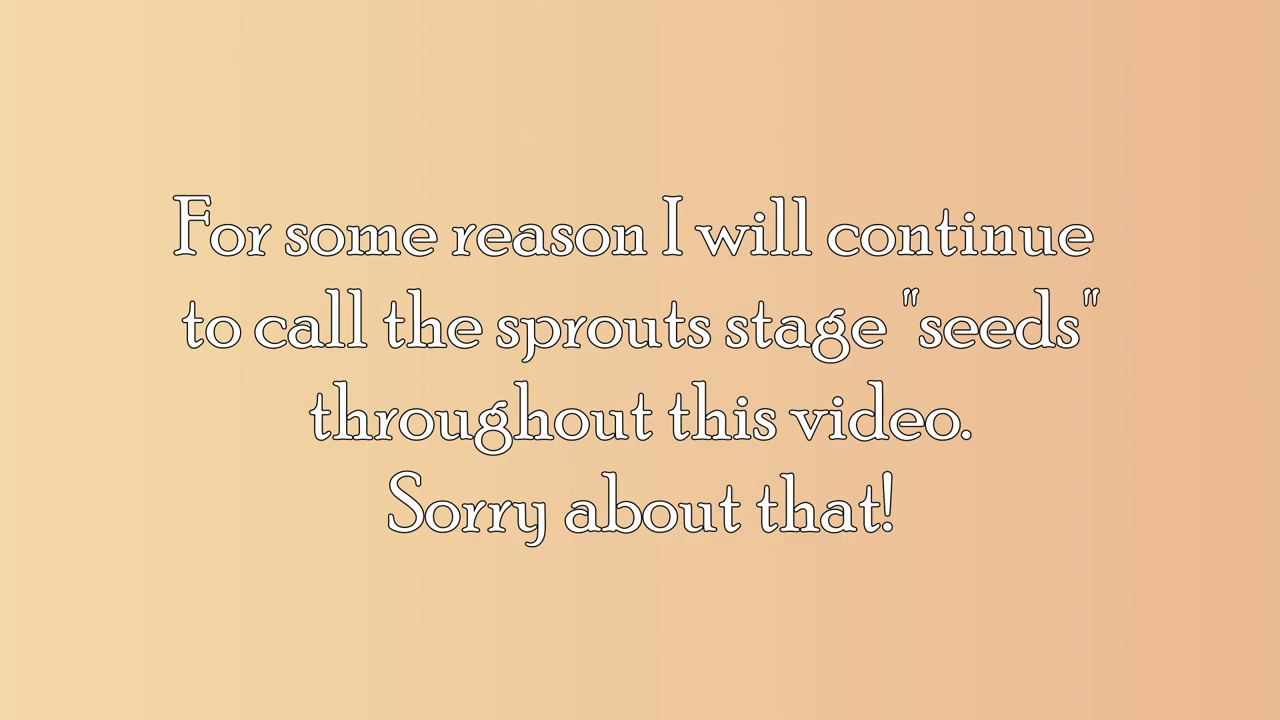 For some reason I will continue
to call the sprouts stage "seeds"
throughout this video.
Sorry about that!